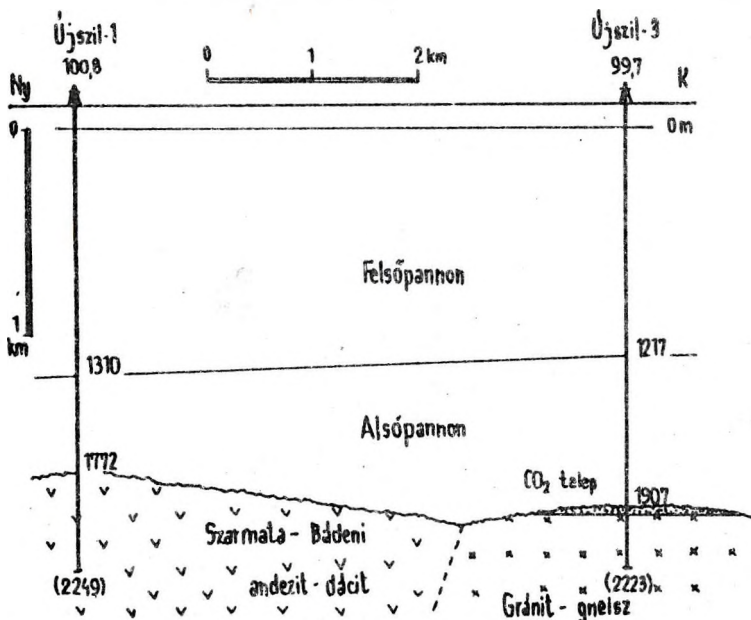 Újszil-1
100,8
0 1 2 km
Újszil-3
99,7
Ny
K
0
0 m
Felsőpannon
1
km
1310
1217
Alsópannon
1772
CO₂ telep
1907
Szarmata - Bádeni
andezit - dácit
(2249)
(2223)
Gránit - gneisz